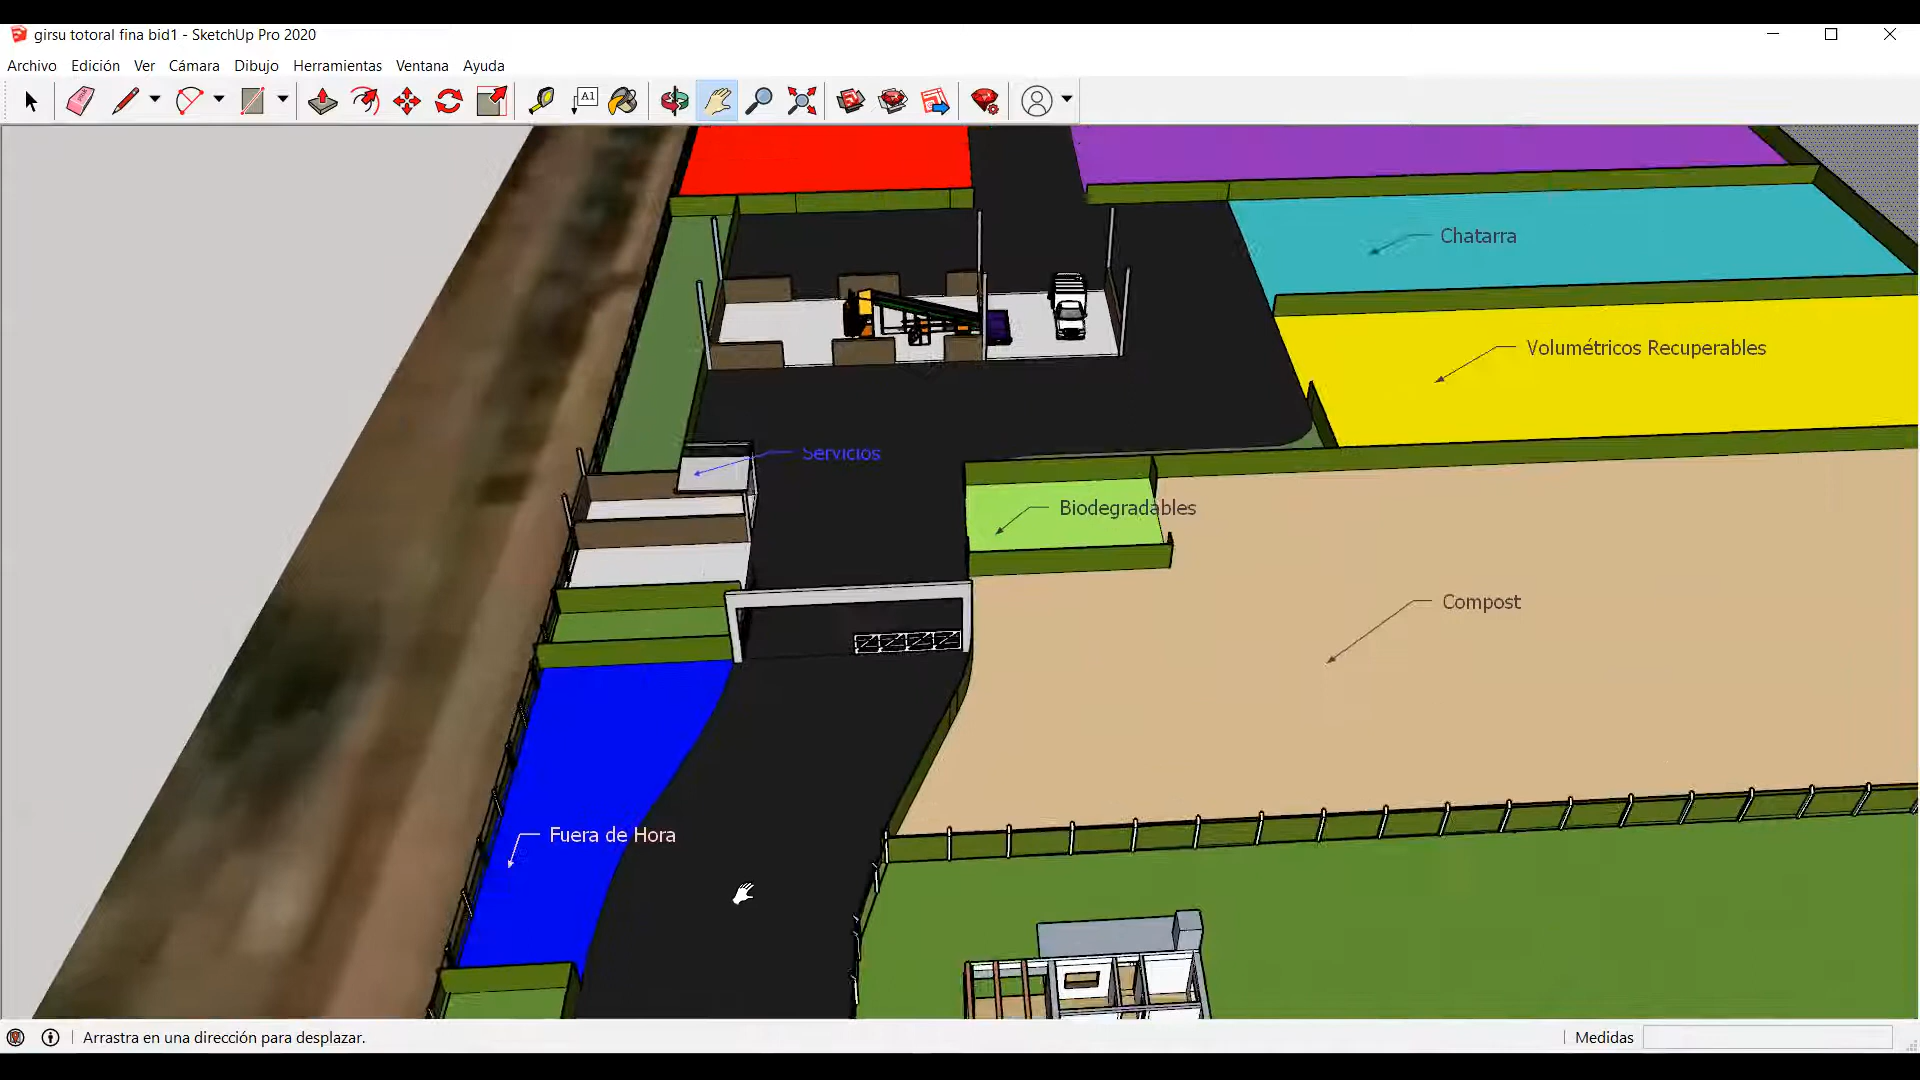 girsu totoral fina bid1 - SketchUp Pro 2020
Archivo Edición Ver Cámara Dibujo Herramientas Ventana Ayuda
A1
Chatarra
Volumétricos Recuperables
Servicios
Biodegradables
Compost
Fuera de Hora
Arrastra en una dirección para desplazar.
Medidas